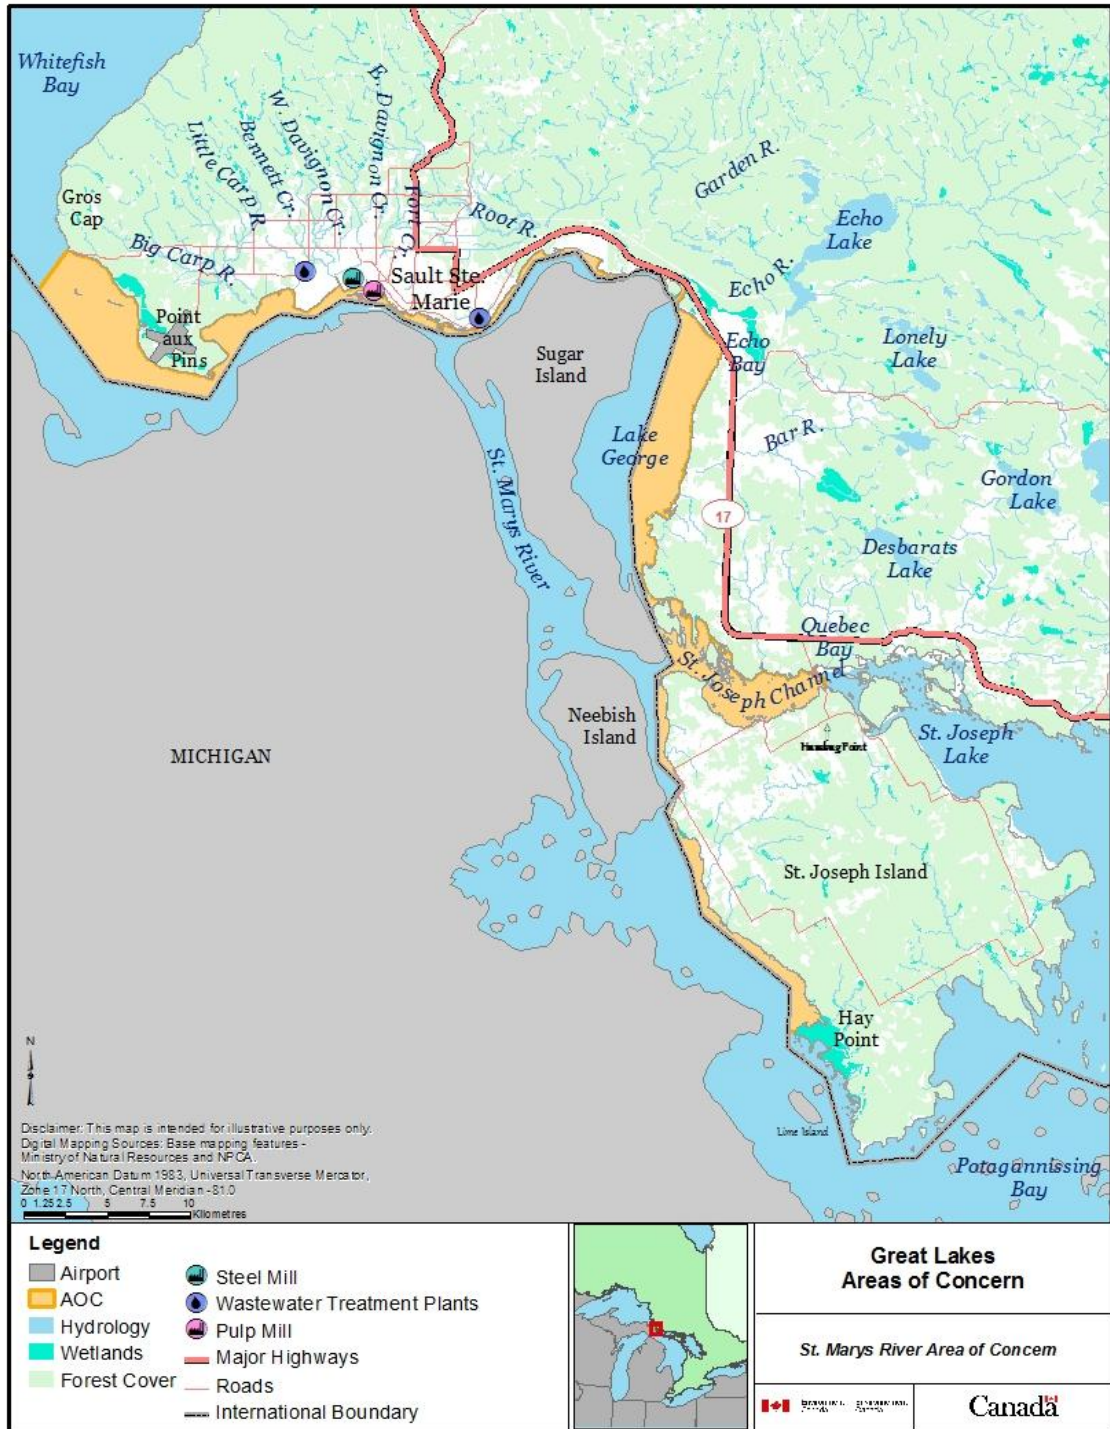 Whitefish
Bay
Gros
Cap
Big Carp R.
Little Carp R.
Bennett Cr.
W. Davignon Cr.
E. Davignon Cr.
Fort Cr.
Root R.
Garden R.
Echo
Lake
Echo R.
Sault Ste.
Marie
Point
aux
Pins
Sugar
Island
Echo
Bay
Lonely
Lake
Lake
George
Bar R.
Gordon
Lake
St. Marys River
17
Desbarats
Lake
Quebec
Bay
St. Joseph Channel
Neebish
Island
St. Joseph
Lake
MICHIGAN
St. Joseph Island
Hay
Point
Lime Island
Potagannissing
Bay
N
Disclaimer: This map is intended for illustrative purposes only.
Digital Mapping Sources: Base mapping features -
Ministry of Natural Resources and NPCA.
North American Datum 1983, Universal Transverse Mercator,
Zone 17 North, Central Meridian -81.0
0 1.25 2.5 5 7.5 10
Kilometres
Legend
Airport
AOC
Hydrology
Wetlands
Forest Cover
Steel Mill
Wastewater Treatment Plants
Pulp Mill
Major Highways
Roads
International Boundary
Great Lakes
Areas of Concern
St. Marys River Area of Concern
Environment
Canada
Environnement
Canada
Canada